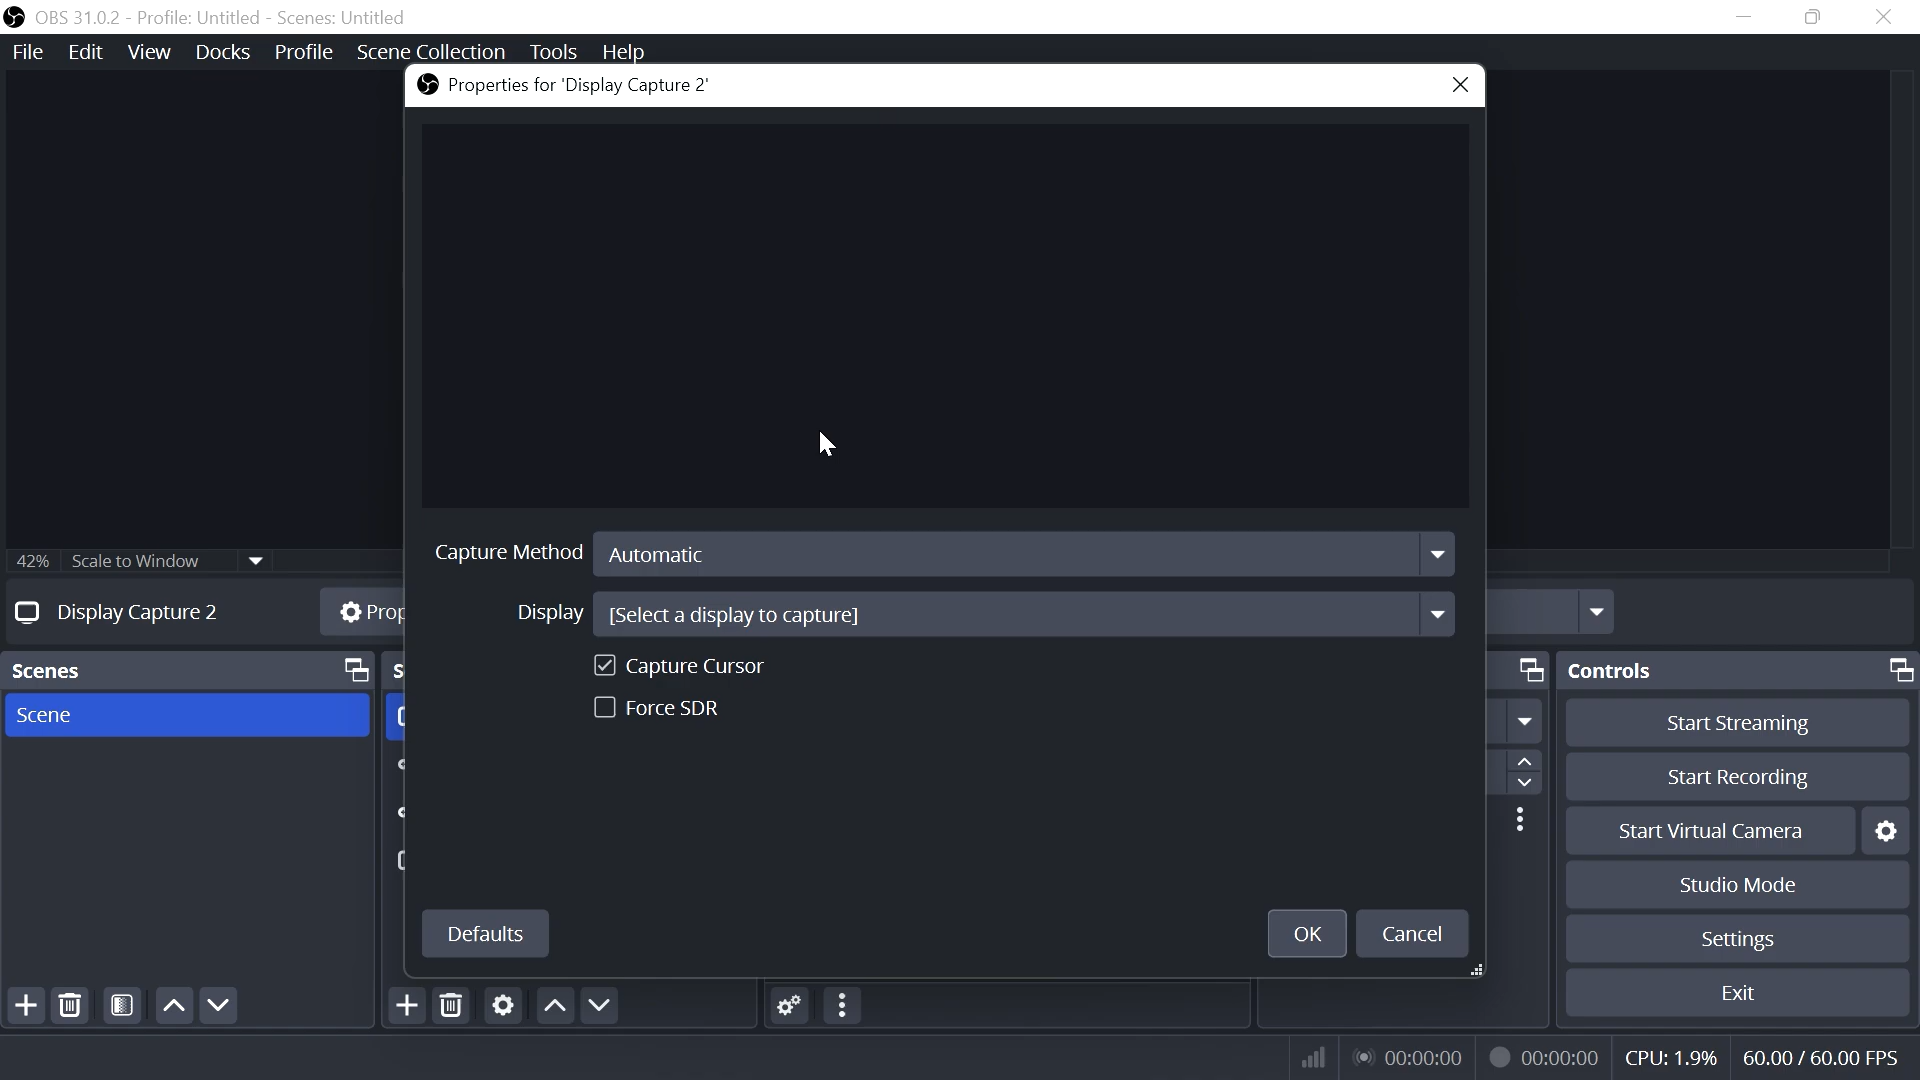 OBS 31.0.2 - Profile: Untitled - Scenes: Untitled
File Edit View Docks Profile Scene Collection Tools Help
Properties for 'Display Capture 2'
Capture Method Automatic
42% Scale to Window
Display [Select a display to capture]
Display Capture 2
Prop
Capture Cursor
Force SDR
Scenes
S
Scene
Controls
Start Streaming
Start Recording
Start Virtual Camera
Studio Mode
Settings
Exit
Defaults
OK
Cancel
00:00:00 00:00:00 CPU: 1.9% 60.00 / 60.00 FPS